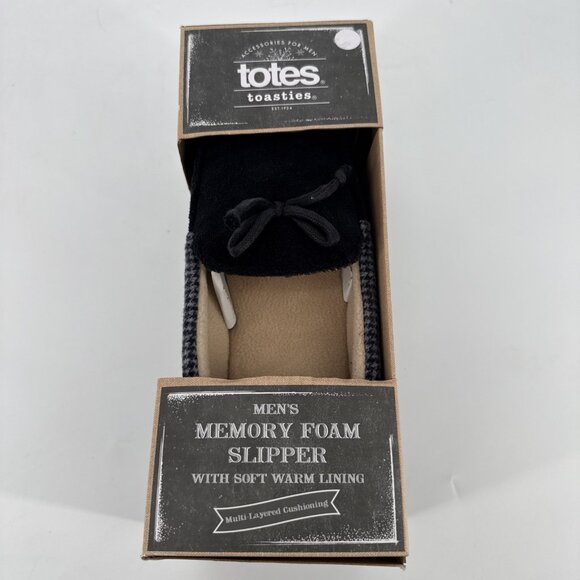 ACCESSORIES FOR MEN
totes®
toasties®
EST. 1924
MEN'S
MEMORY FOAM
SLIPPER
WITH SOFT WARM LINING
Multi-Layered Cushioning